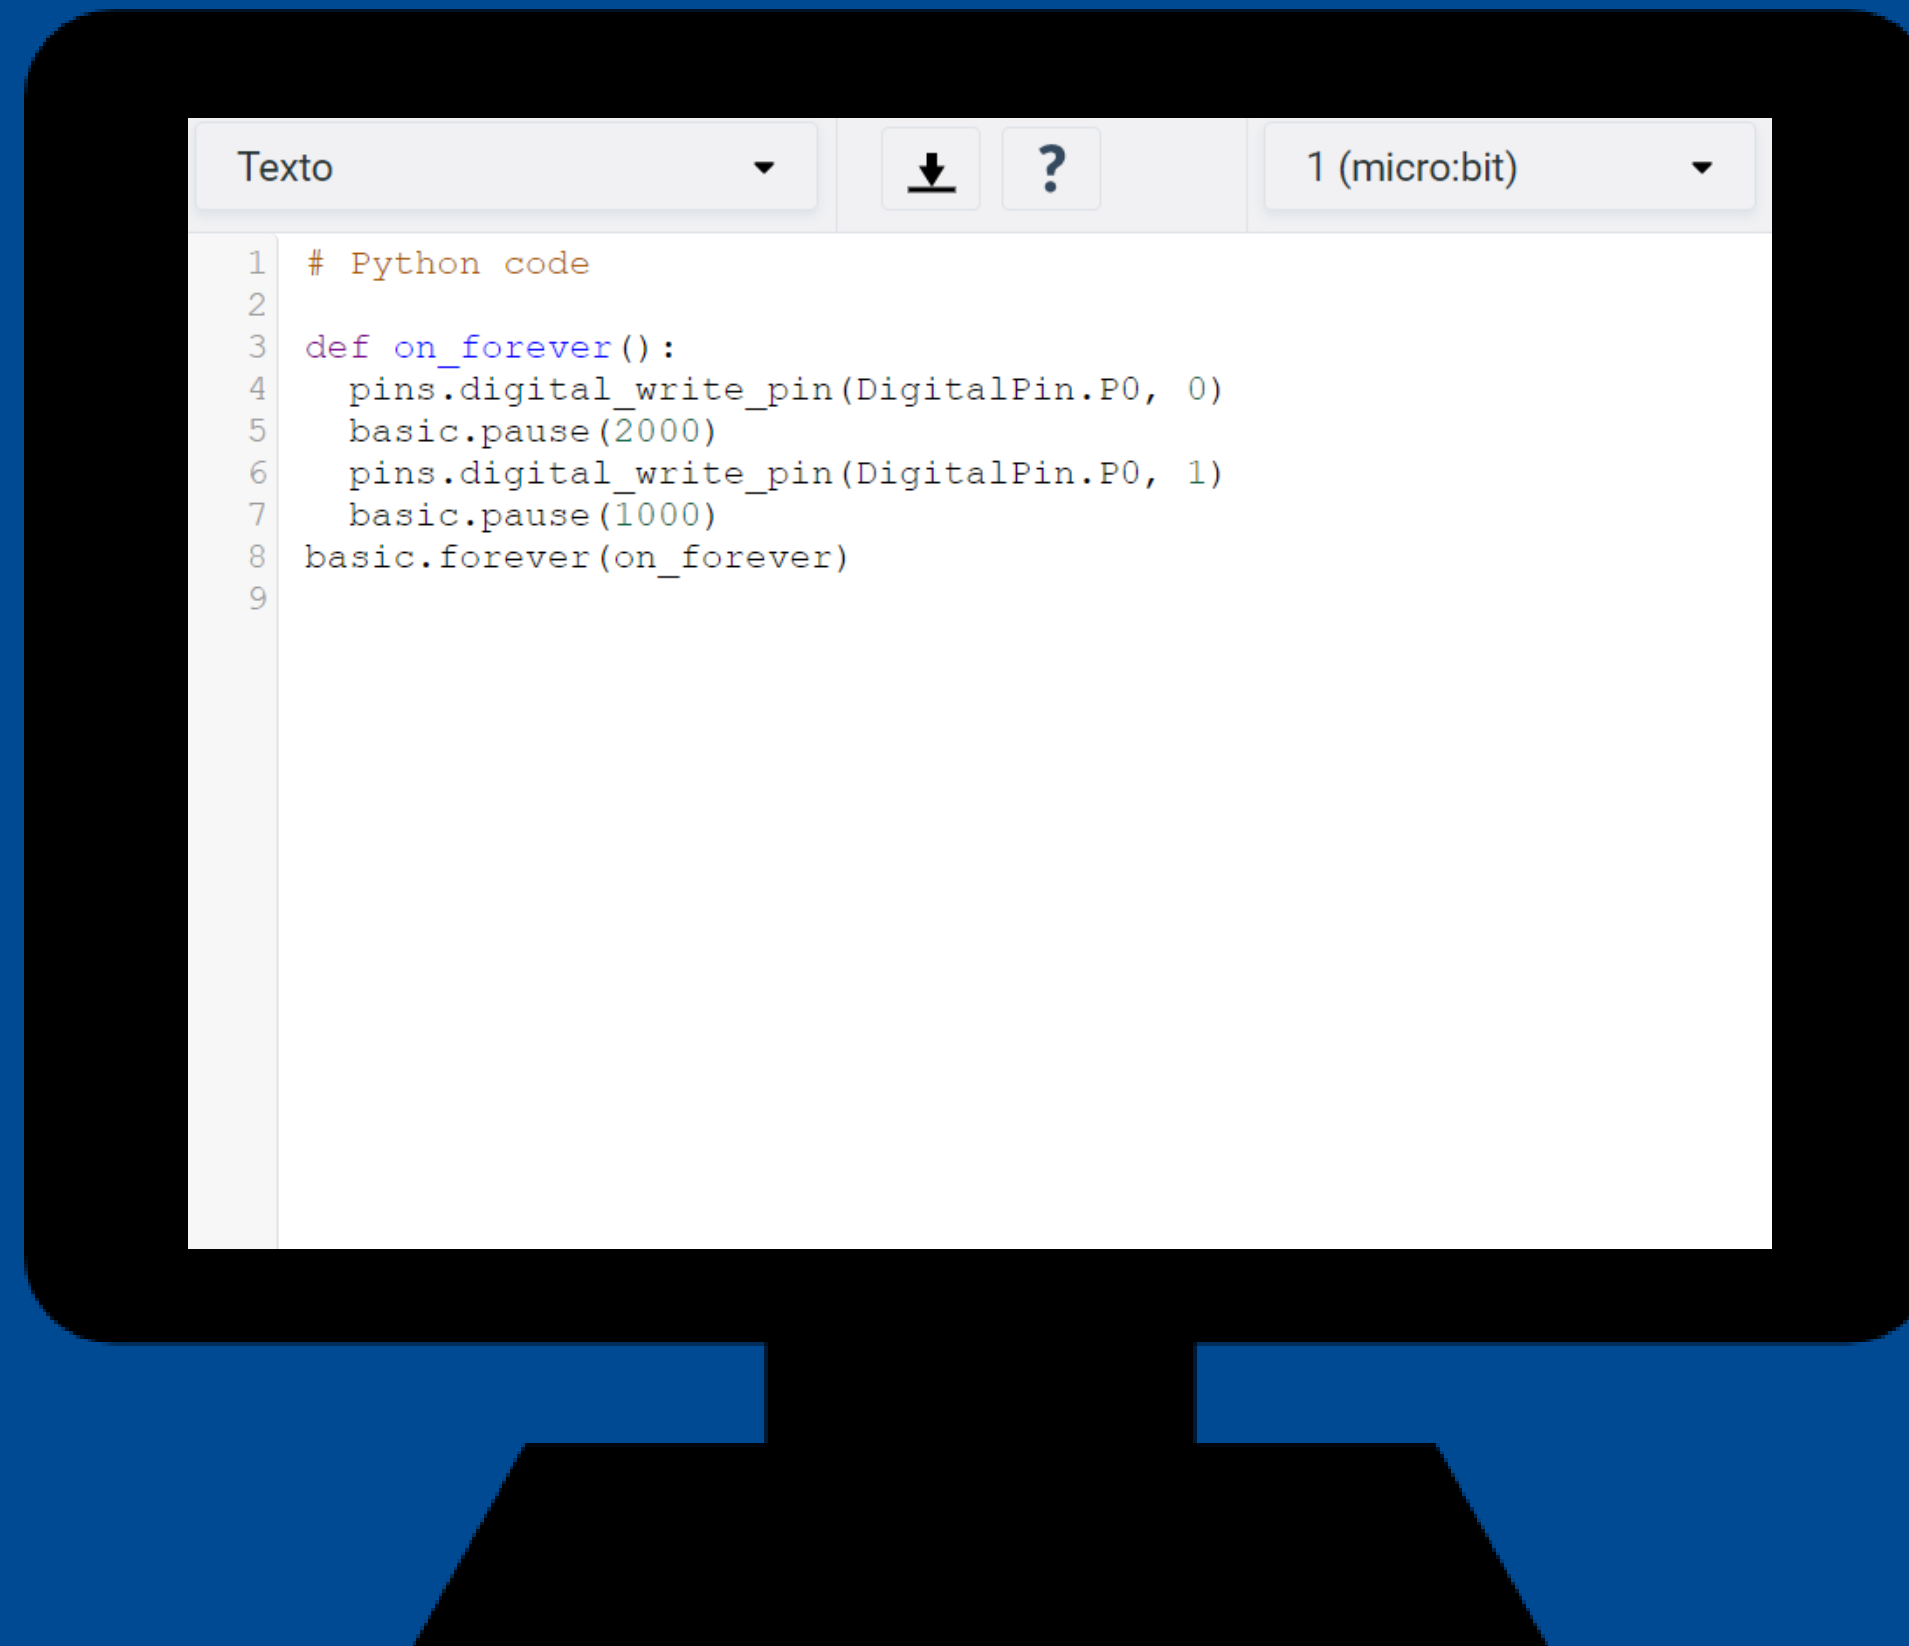 Texto ? 1 (micro:bit)
1 # Python code
2
3 def on_forever():
4   pins.digital_write_pin(DigitalPin.P0, 0)
5   basic.pause(2000)
6   pins.digital_write_pin(DigitalPin.P0, 1)
7   basic.pause(1000)
8 basic.forever(on_forever)
9